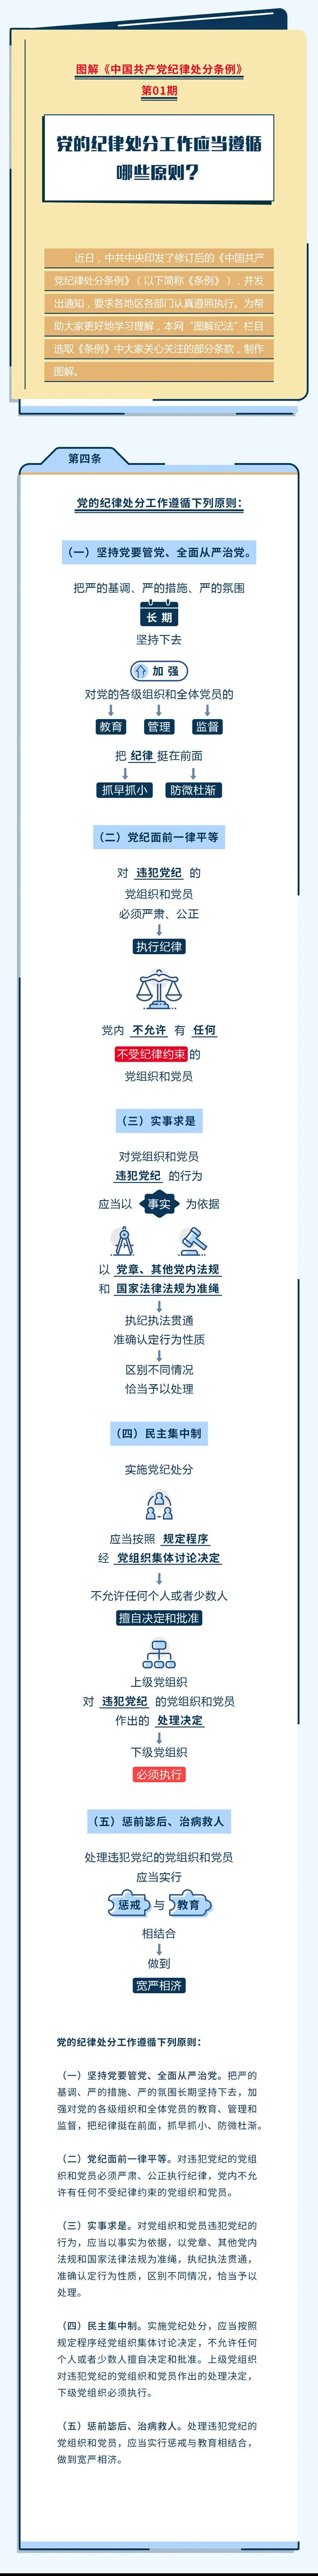 图解《中国共产党纪律处分条例》
第01期
党的纪律处分工作应当遵循
哪些原则？
近日，中共中央印发了修订后的《中国共产
党纪律处分条例》（以下简称《条例》），并发
出通知，要求各地区各部门认真遵照执行。为帮
助大家更好地学习理解，本网“图解纪法”栏目
选取《条例》中大家关心关注的部分条款，制作
图解。
第四条
党的纪律处分工作遵循下列原则：
（一）坚持党要管党、全面从严治党。
把严的基调、严的措施、严的氛围
长期
坚持下去
加强
对党的各级组织和全体党员的
教育 管理 监督
把 纪律 挺在前面
抓早抓小 防微杜渐
（二）党纪面前一律平等
对 违犯党纪 的
党组织和党员
必须严肃、公正
执行纪律
党内 不允许 有 任何
不受纪律约束 的
党组织和党员
（三）实事求是
对党组织和党员
违犯党纪 的行为
应当以 事实 为依据
以 党章、其他党内法规
和 国家法律法规为准绳
执纪执法贯通
准确认定行为性质
区别不同情况
恰当予以处理
（四）民主集中制
实施党纪处分
应当按照 规定程序
经 党组织集体讨论决定
不允许任何个人或者少数人
擅自决定和批准
上级党组织
对 违犯党纪 的党组织和党员
作出的 处理决定
下级党组织
必须执行
（五）惩前毖后、治病救人
处理违犯党纪的党组织和党员
应当实行
惩戒 与 教育
相结合
做到
宽严相济
党的纪律处分工作遵循下列原则：
（一）坚持党要管党、全面从严治党。把严的
基调、严的措施、严的氛围长期坚持下去，加
强对党的各级组织和全体党员的教育、管理和
监督，把纪律挺在前面，抓早抓小、防微杜渐。
（二）党纪面前一律平等。对违犯党纪的党组
织和党员必须严肃、公正执行纪律，党内不允
许有任何不受纪律约束的党组织和党员。
（三）实事求是。对党组织和党员违犯党纪的
行为，应当以事实为依据，以党章、其他党内
法规和国家法律法规为准绳，执纪执法贯通，
准确认定行为性质，区别不同情况，恰当予以
处理。
（四）民主集中制。实施党纪处分，应当按照
规定程序经党组织集体讨论决定，不允许任何
个人或者少数人擅自决定和批准。上级党组织
对违犯党纪的党组织和党员作出的处理决定，
下级党组织必须执行。
（五）惩前毖后、治病救人。处理违犯党纪的
党组织和党员，应当实行惩戒与教育相结合，
做到宽严相济。